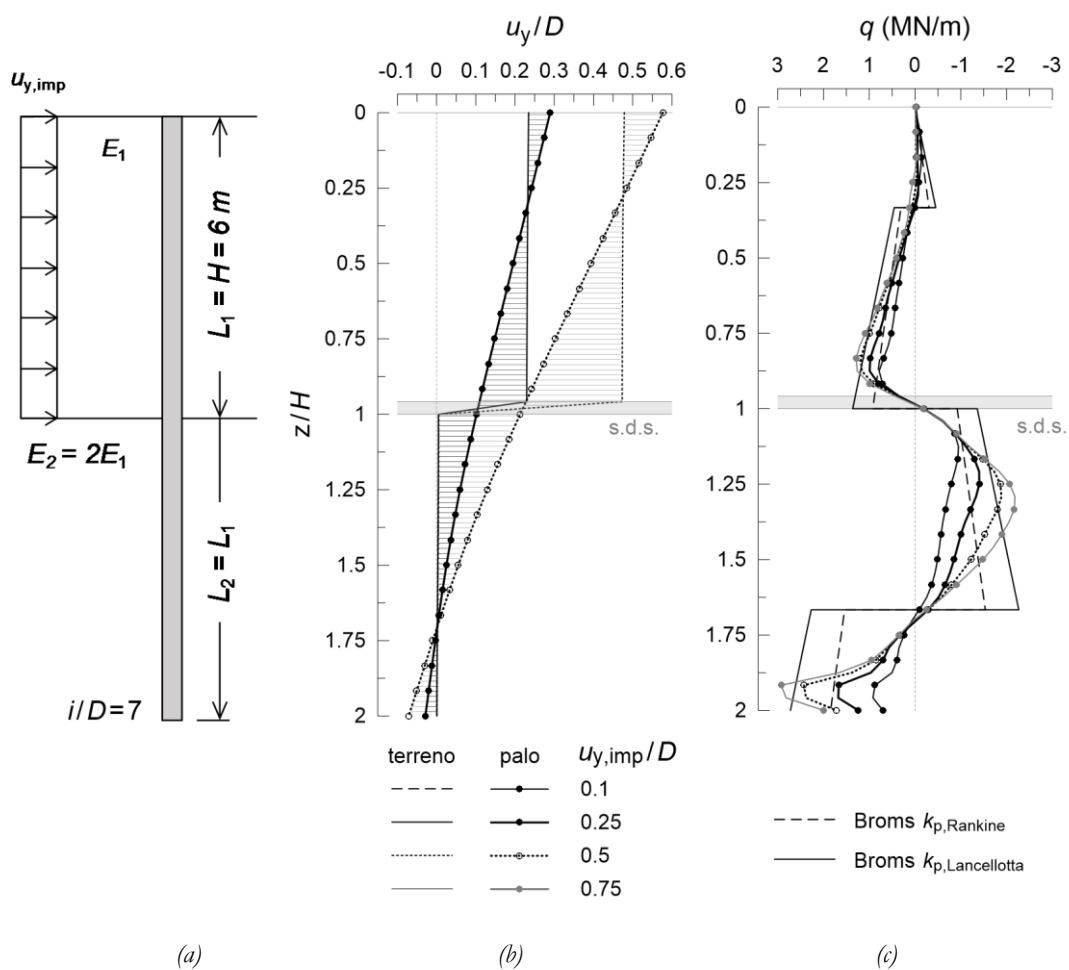 u_y,imp
E_1
L_1 = H = 6 m
E_2 = 2E_1
L_2 = L_1
i/D = 7
u_y/D
-0.1 0 0.1 0.2 0.3 0.4 0.5 0.6
z/H
0
0.25
0.5
0.75
1
1.25
1.5
1.75
2
s.d.s.
q (MN/m)
3 2 1 0 -1 -2 -3
0
0.25
0.5
0.75
1
1.25
1.5
1.75
2
s.d.s.
terreno palo u_y,imp/D
0.1
0.25
0.5
0.75
Broms k_p,Rankine
Broms k_p,Lancellotta
(a) (b) (c)